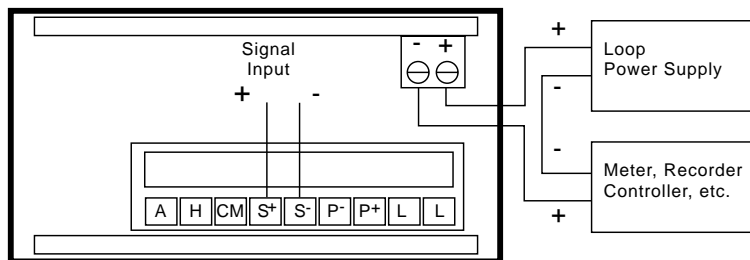 - +
Signal
Input
+ -
A H CM S+ S- P- P+ L L
+
Loop
Power Supply
-
-
Meter, Recorder
Controller, etc.
+